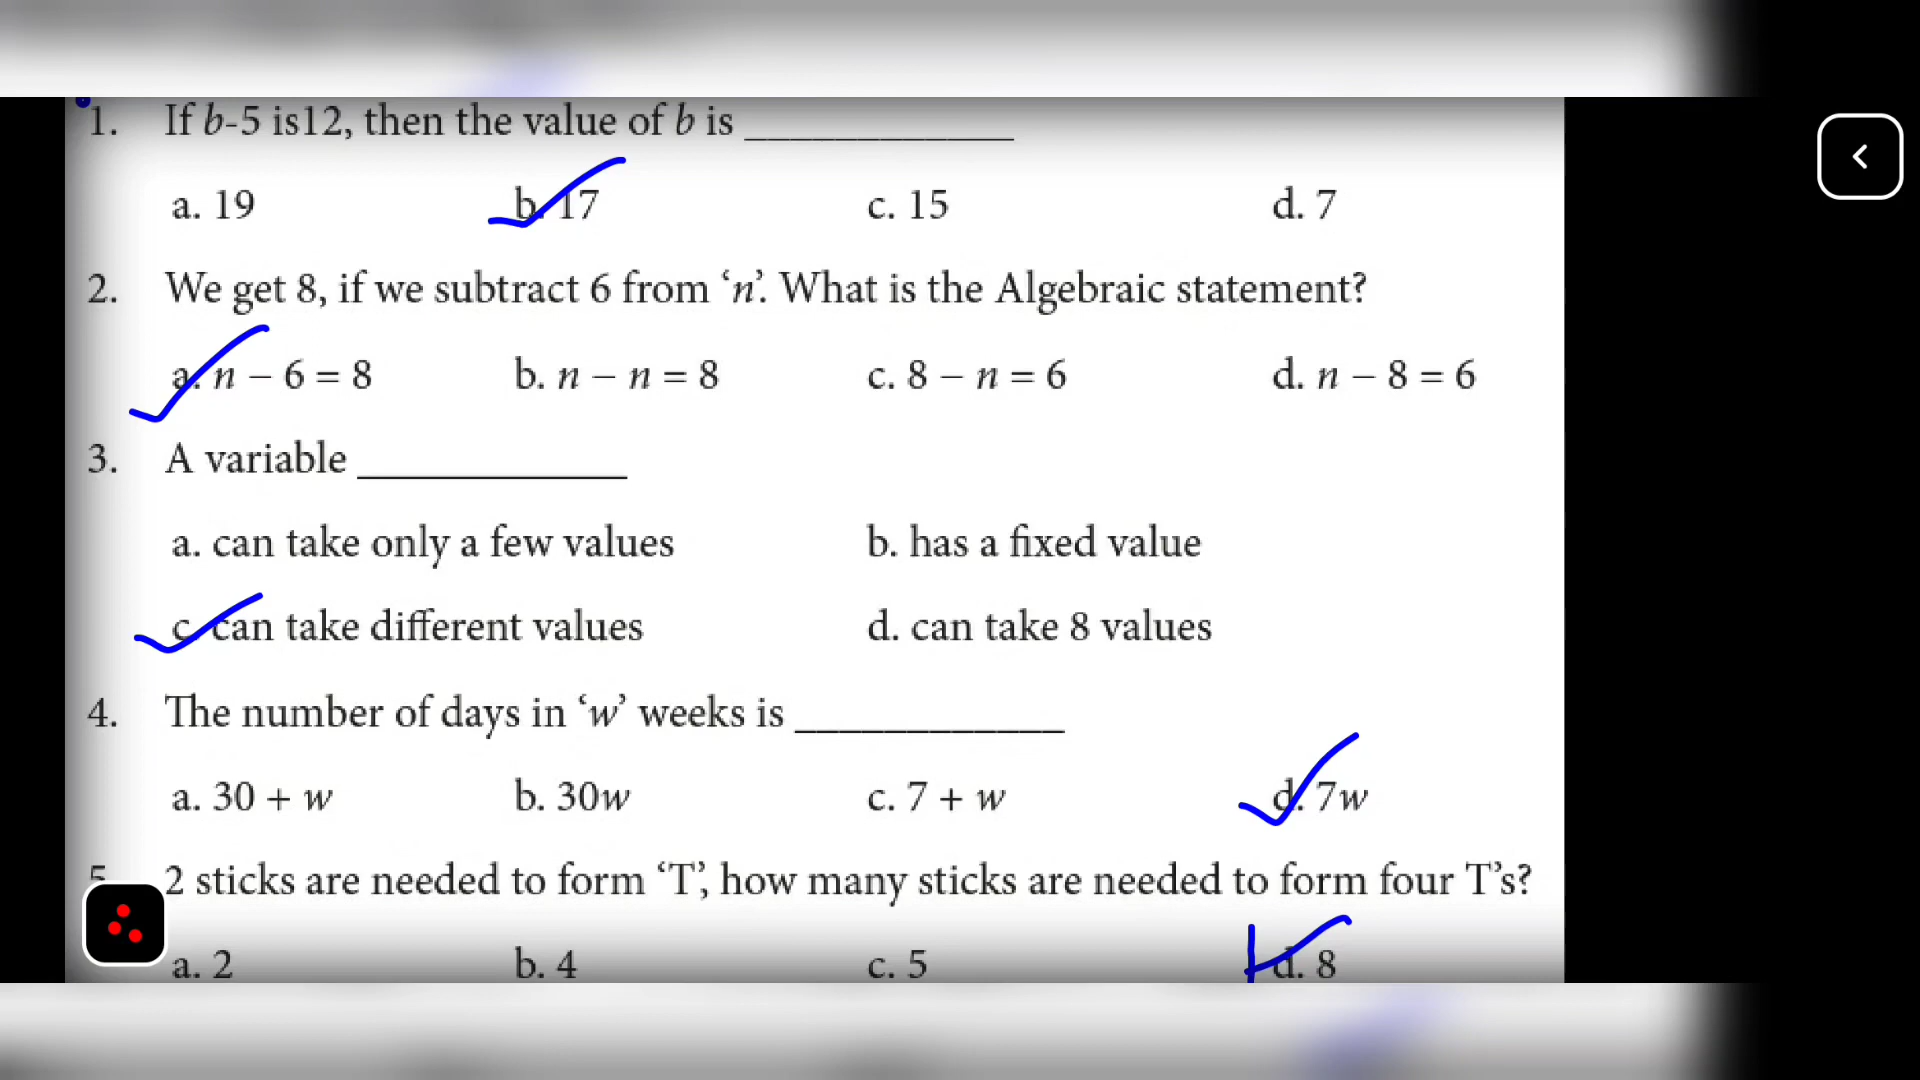 1. If b-5 is12, then the value of b is ____________
a. 19 b. 17 c. 15 d. 7
2. We get 8, if we subtract 6 from ‘n’. What is the Algebraic statement?
a. n – 6 = 8 b. n – n = 8 c. 8 – n = 6 d. n – 8 = 6
3. A variable ____________
a. can take only a few values b. has a fixed value
c. can take different values d. can take 8 values
4. The number of days in ‘w’ weeks is ____________
a. 30 + w b. 30w c. 7 + w d. 7w
5. 2 sticks are needed to form ‘T’, how many sticks are needed to form four T’s?
a. 2 b. 4 c. 5 d. 8